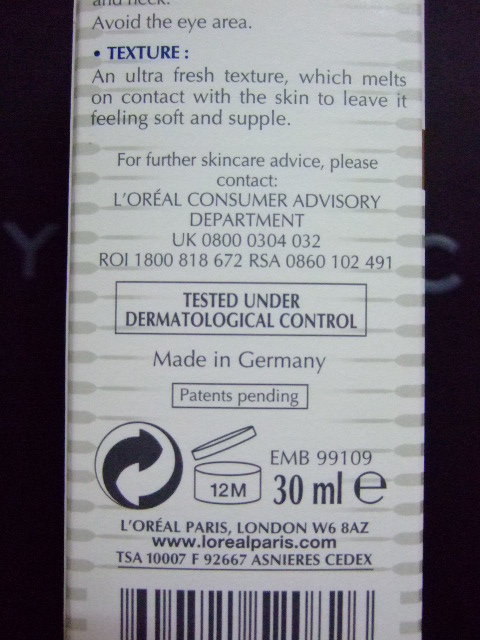 and neck.
Avoid the eye area.
• TEXTURE :
An ultra fresh texture, which melts
on contact with the skin to leave it
feeling soft and supple.
For further skincare advice, please
contact:
L'ORÉAL CONSUMER ADVISORY
DEPARTMENT
UK 0800 0304 032
ROI 1800 818 672 RSA 0860 102 491
TESTED UNDER
DERMATOLOGICAL CONTROL
Made in Germany
Patents pending
EMB 99109
12M
30 ml e
L'ORÉAL PARIS, LONDON W6 8AZ
www.lorealparis.com
TSA 10007 F 92667 ASNIERES CEDEX
Y
C